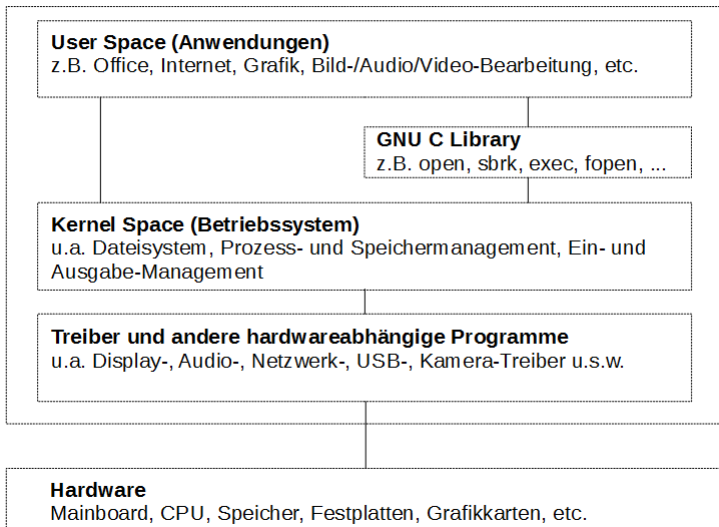 User Space (Anwendungen)
z.B. Office, Internet, Grafik, Bild-/Audio/Video-Bearbeitung, etc.
GNU C Library
z.B. open, sbrk, exec, fopen, ...
Kernel Space (Betriebssystem)
u.a. Dateisystem, Prozess- und Speichermanagement, Ein- und
Ausgabe-Management
Treiber und andere hardwareabhängige Programme
u.a. Display-, Audio-, Netzwerk-, USB-, Kamera-Treiber u.s.w.
Hardware
Mainboard, CPU, Speicher, Festplatten, Grafikkarten, etc.